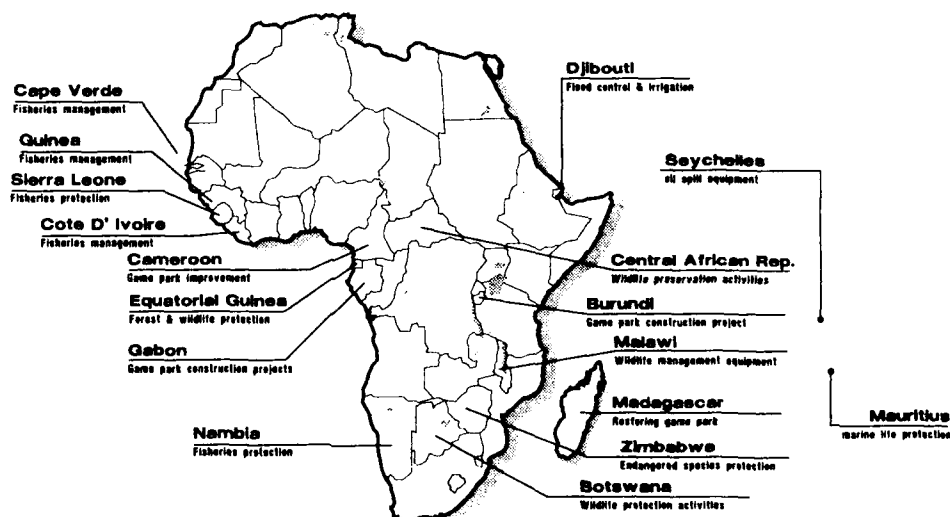 Cape Verde
Fisheries management
Guinea
Fisheries management
Sierra Leone
Fisheries protection
Cote D' Ivoire
Fisheries management
Cameroon
Game park improvement
Equatorial Guinea
Forest & wildlife protection
Gabon
Game park construction projects
Nambia
Fisheries protection
Djibouti
Flood control & irrigation
Seychelles
oil spill equipment
Central African Rep.
Wildlife preservation activities
Burundi
Game park construction project
Malawi
Wildlife management equipment
Madagascar
Restoring game park
Mauritius
marine life protection
Zimbabwe
Endangered species protection
Botswana
Wildlife protection activities